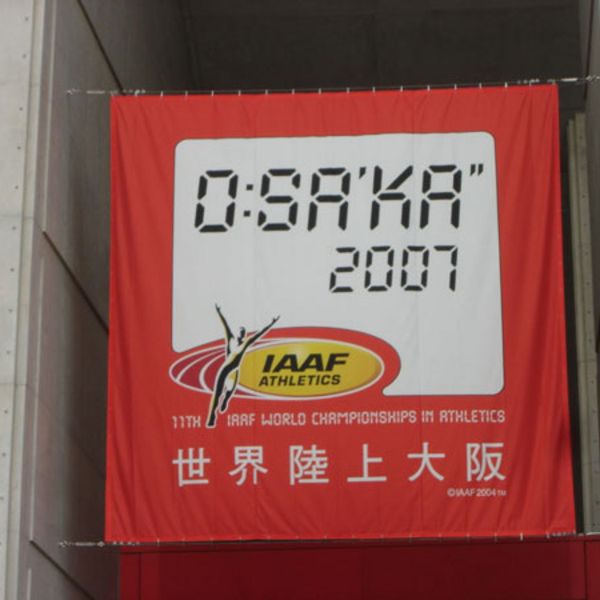 O:SA'KA"
2007
IAAF
ATHLETICS
11TH IAAF WORLD CHAMPIONSHIPS IN ATHLETICS
世界陸上大阪
©IAAF 2004 TM